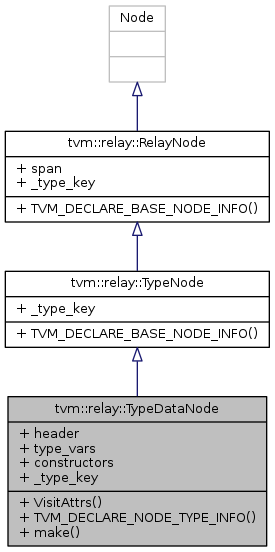 Node
tvm::relay::RelayNode
+ span
+ _type_key
+ TVM_DECLARE_BASE_NODE_INFO()
tvm::relay::TypeNode
+ _type_key
+ TVM_DECLARE_BASE_NODE_INFO()
tvm::relay::TypeDataNode
+ header
+ type_vars
+ constructors
+ _type_key
+ VisitAttrs()
+ TVM_DECLARE_NODE_TYPE_INFO()
+ make()